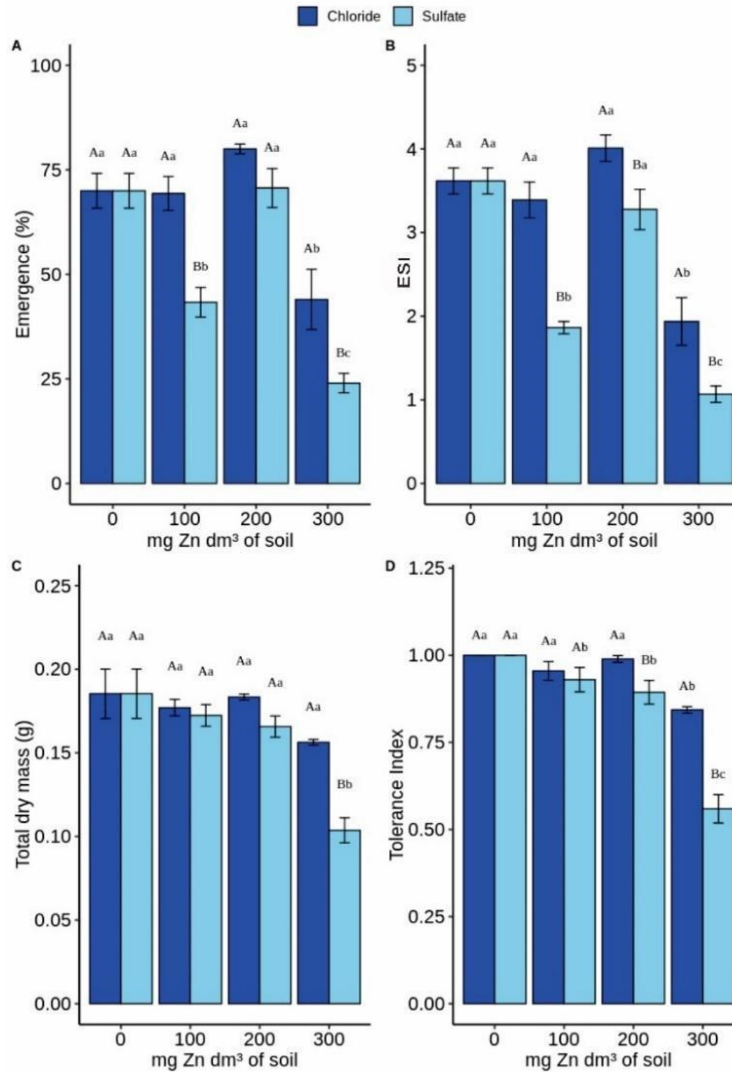 Chloride Sulfate
A
Emergence (%)
100
75
50
25
0
Aa Aa Aa Bb Aa Aa Ab Bc
0 100 200 300
mg Zn dm³ of soil
B
ESI
5
4
3
2
1
0
Aa Aa Aa Bb Aa Ba Ab Bc
0 100 200 300
mg Zn dm³ of soil
C
Total dry mass (g)
0.25
0.20
0.15
0.10
0.05
0.00
Aa Aa Aa Aa Aa Aa Aa Bb
0 100 200 300
mg Zn dm³ of soil
D
Tolerance Index
1.25
1.00
0.75
0.50
0.25
0.00
Aa Aa Aa Ab Aa Bb Ab Bc
0 100 200 300
mg Zn dm³ of soil